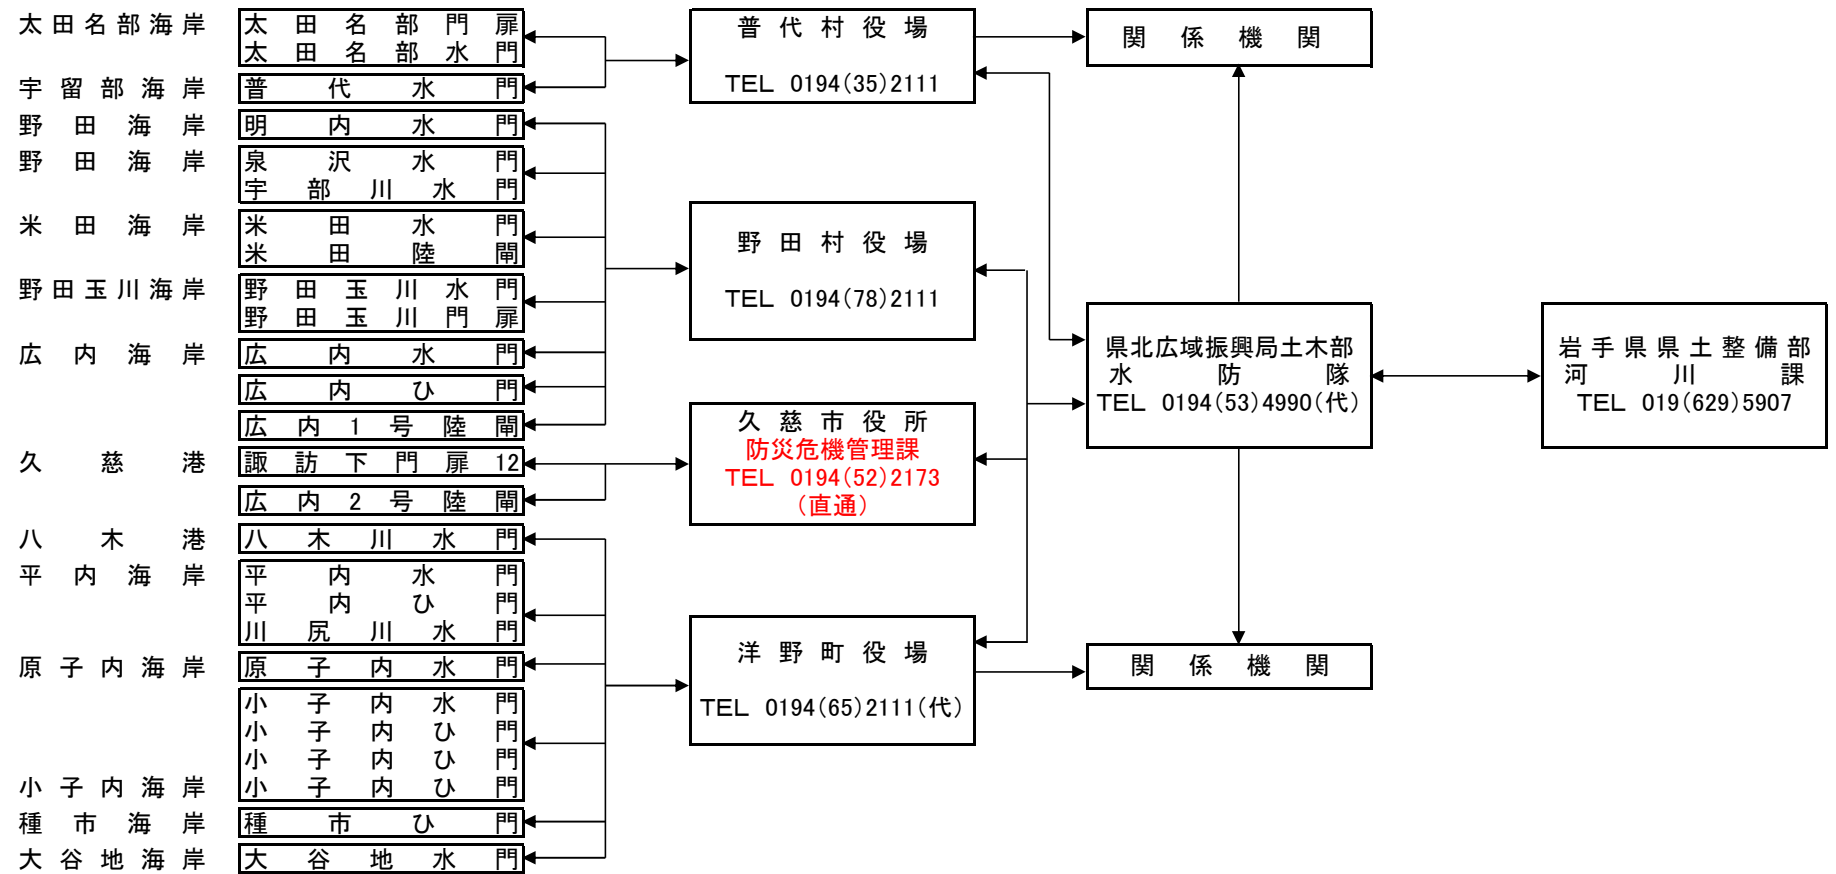 太田名部海岸
太田名部門扉
太田名部水門
宇留部海岸
普代水門
野田海岸
明内水門
野田海岸
泉沢水門
宇部川水門
米田海岸
米田水門
米田陸閘
野田玉川海岸
野田玉川水門
野田玉川門扉
広内海岸
広内水門
広内ひ門
広内1号陸閘
久慈港
諏訪下門扉12
広内2号陸閘
八木港
八木川水門
平内海岸
平内水門
平内ひ門
川尻川水門
原子内海岸
原子内水門
小子内水門
小子内ひ門
小子内ひ門
小子内海岸
小子内ひ門
種市海岸
種市ひ門
大谷地海岸
大谷地水門
普代村役場
TEL 0194(35)2111
野田村役場
TEL 0194(78)2111
久慈市役所
防災危機管理課
TEL 0194(52)2173
(直通)
洋野町役場
TEL 0194(65)2111(代)
関係機関
県北広域振興局土木部
水防隊
TEL 0194(53)4990(代)
関係機関
岩手県県土整備部
河川課
TEL 019(629)5907